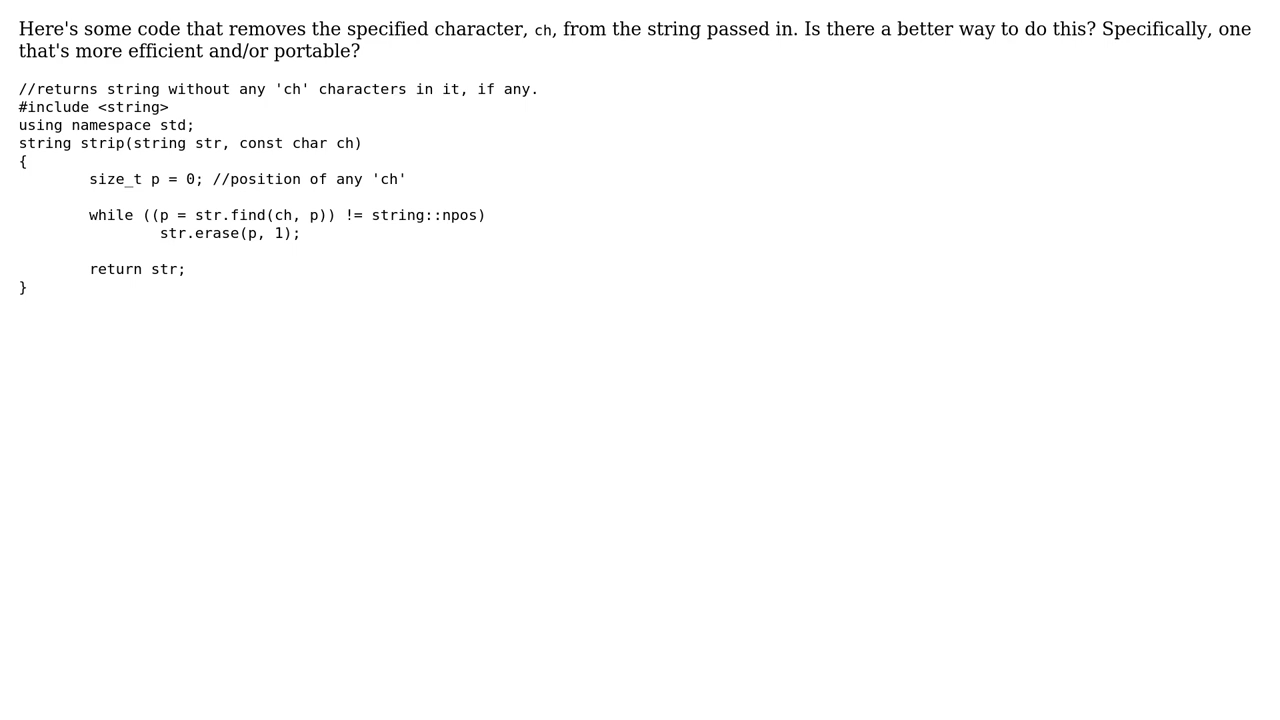 Here's some code that removes the specified character, ch, from the string passed in. Is there a better way to do this? Specifically, one
that's more efficient and/or portable?
//returns string without any 'ch' characters in it, if any.
#include <string>
using namespace std;
string strip(string str, const char ch)
{
        size_t p = 0; //position of any 'ch'
        while ((p = str.find(ch, p)) != string::npos)
                str.erase(p, 1);
        return str;
}